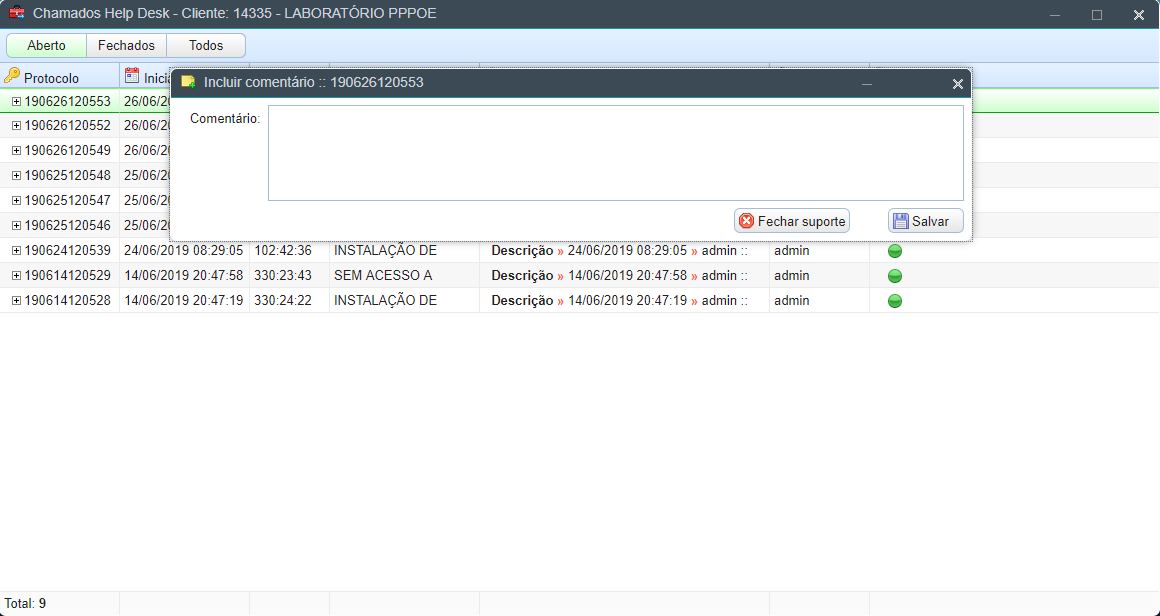 Chamados Help Desk - Cliente: 14335 - LABORATÓRIO PPPOE
Aberto Fechados Todos
Protocolo
Incluir comentário :: 190626120553
Comentário:
Fechar suporte Salvar
190626120553 26/06/20
190626120552 26/06/20
190626120549 26/06/20
190625120548 25/06/20
190625120547 25/06/20
190625120546 25/06/20
190624120539 24/06/2019 08:29:05 102:42:36 INSTALAÇÃO DE Descrição » 24/06/2019 08:29:05 » admin :: admin
190614120529 14/06/2019 20:47:58 330:23:43 SEM ACESSO A Descrição » 14/06/2019 20:47:58 » admin :: admin
190614120528 14/06/2019 20:47:19 330:24:22 INSTALAÇÃO DE Descrição » 14/06/2019 20:47:19 » admin :: admin
Total: 9